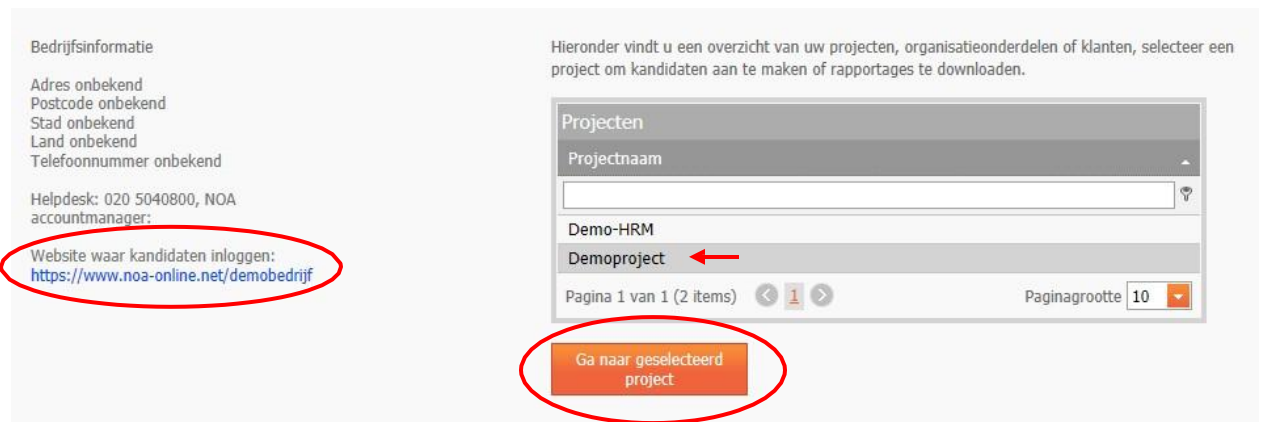 Bedrijfsinformatie
Adres onbekend
Postcode onbekend
Stad onbekend
Land onbekend
Telefoonnummer onbekend
Helpdesk: 020 5040800, NOA
accountmanager:
Website waar kandidaten inloggen:
https://www.noa-online.net/demobedrijf
Hieronder vindt u een overzicht van uw projecten, organisatieonderdelen of klanten, selecteer een
project om kandidaten aan te maken of rapportages te downloaden.
Projecten
Projectnaam
Demo-HRM
Demoproject
Pagina 1 van 1 (2 items) 1 Paginagrootte 10
Ga naar geselecteerd
project